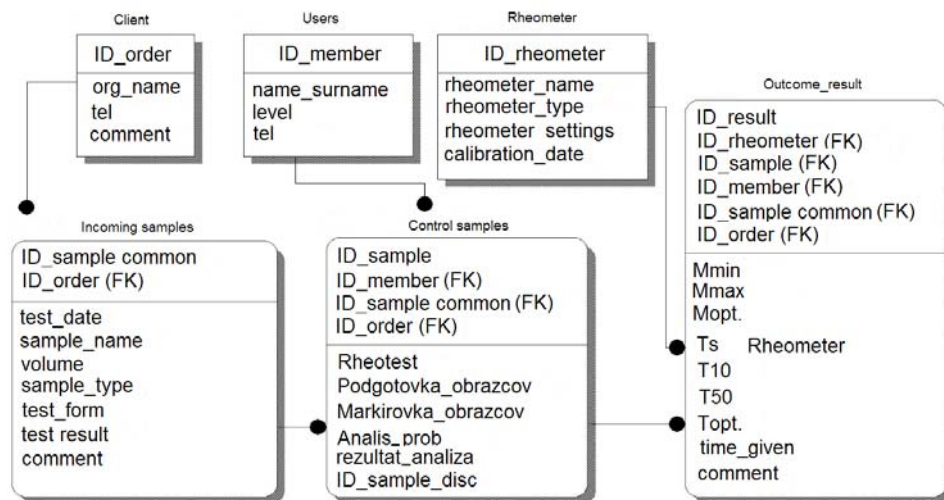 Client
ID_order
org_name
tel
comment
Users
ID_member
name_surname
level
tel
Rheometer
ID_rheometer
rheometer_name
rheometer_type
rheometer settings
calibration_date
Outcome_result
ID_result
ID_rheometer (FK)
ID_sample (FK)
ID_member (FK)
ID_sample common (FK)
ID_order (FK)
Mmin
Mmax
Mopt.
Ts Rheometer
T10
T50
Topt.
time_given
comment
Incoming samples
ID_sample common
ID_order (FK)
test_date
sample_name
volume
sample_type
test_form
test result
comment
Control samples
ID_sample
ID_member (FK)
ID_sample common (FK)
ID_order (FK)
Rheotest
Podgotovka_obrazcov
Markirovka_obrazcov
Analis_prob
rezultat_analiza
ID_sample_disc